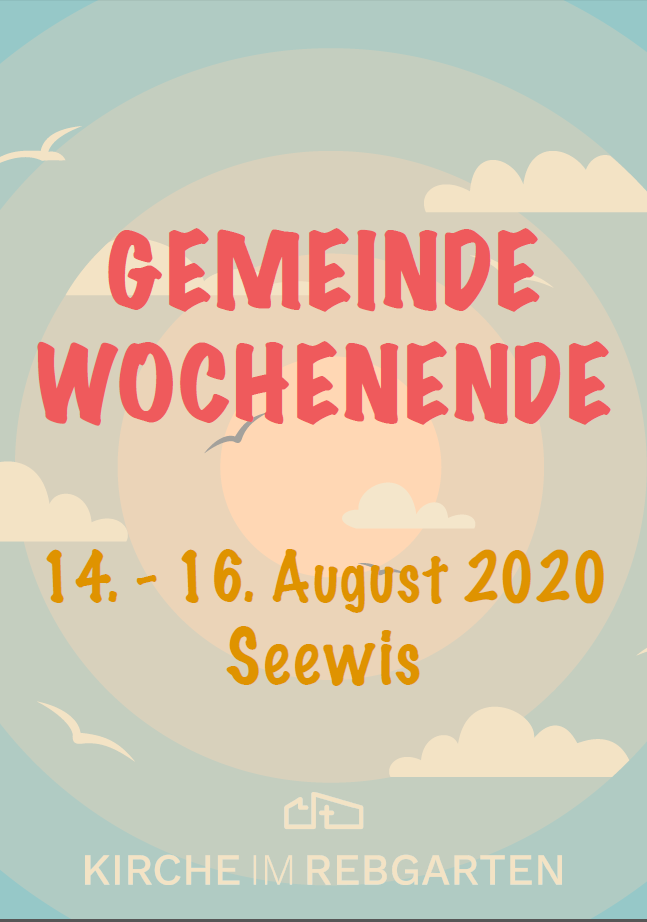 GEMEINDE
WOCHENENDE
14. - 16. August 2020
Seewis
KIRCHE IM REBGARTEN